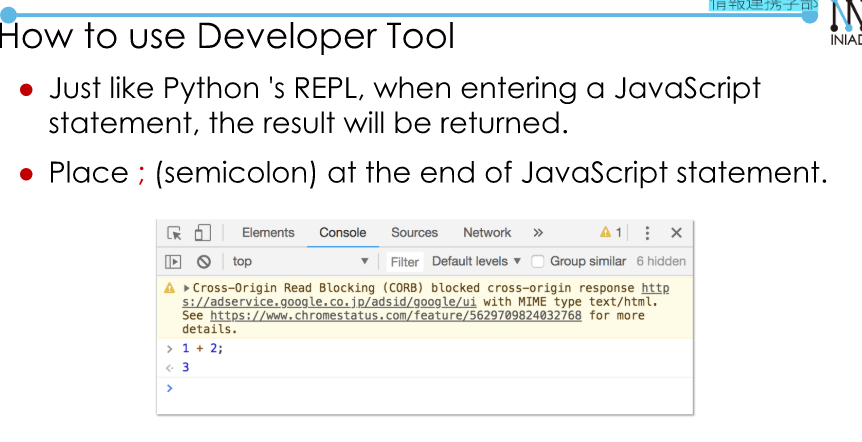 情報連携学部
INIAD
How to use Developer Tool
● Just like Python 's REPL, when entering a JavaScript
statement, the result will be returned.
● Place ; (semicolon) at the end of JavaScript statement.
Elements Console Sources Network » 1
top Filter Default levels Group similar 6 hidden
Cross-Origin Read Blocking (CORB) blocked cross-origin response http
s://adservice.google.co.jp/adsid/google/ui with MIME type text/html.
See https://www.chromestatus.com/feature/5629709824032768 for more
details.
> 1 + 2;
< 3
>